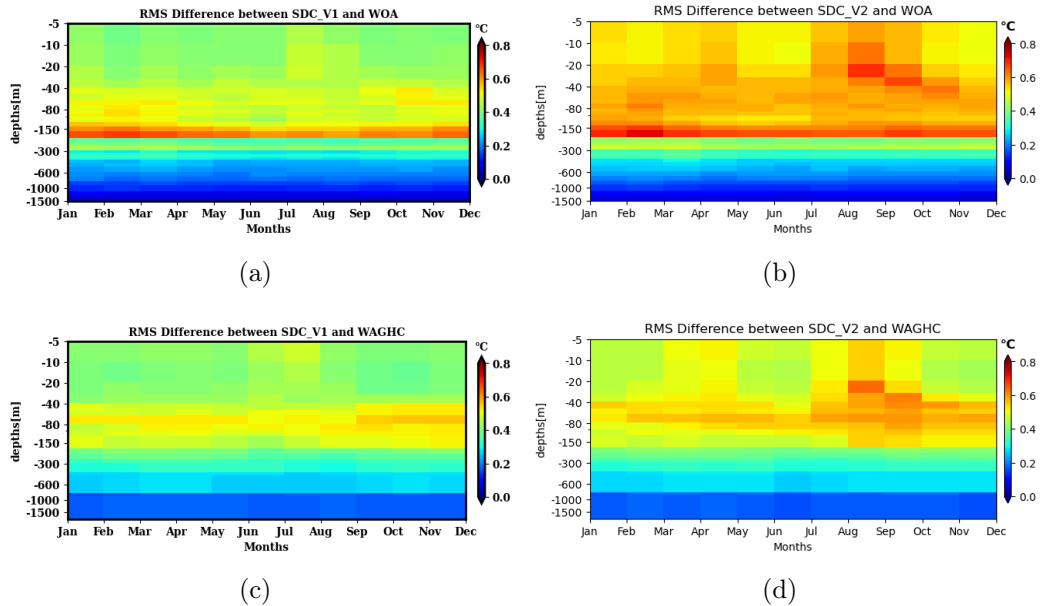 RMS Difference between SDC_V1 and WOA
°C
depths[m]
-5
-10
-20
-40
-80
-150
-300
-600
-1000
-1500
0.8
0.6
0.4
0.2
0.0
Jan Feb Mar Apr May Jun Jul Aug Sep Oct Nov Dec
Months
(a)
RMS Difference between SDC_V2 and WOA
°C
depths[m]
-5
-10
-20
-40
-80
-150
-300
-600
-1000
-1500
0.8
0.6
0.4
0.2
0.0
Jan Feb Mar Apr May Jun Jul Aug Sep Oct Nov Dec
Months
(b)
RMS Difference between SDC_V1 and WAGHC
°C
depths[m]
-5
-10
-20
-40
-80
-150
-300
-600
-1000
-1500
0.8
0.6
0.4
0.2
0.0
Jan Feb Mar Apr May Jun Jul Aug Sep Oct Nov Dec
Months
(c)
RMS Difference between SDC_V2 and WAGHC
°C
depths[m]
-5
-10
-20
-40
-80
-150
-300
-600
-1000
-1500
0.8
0.6
0.4
0.2
0.0
Jan Feb Mar Apr May Jun Jul Aug Sep Oct Nov Dec
Months
(d)